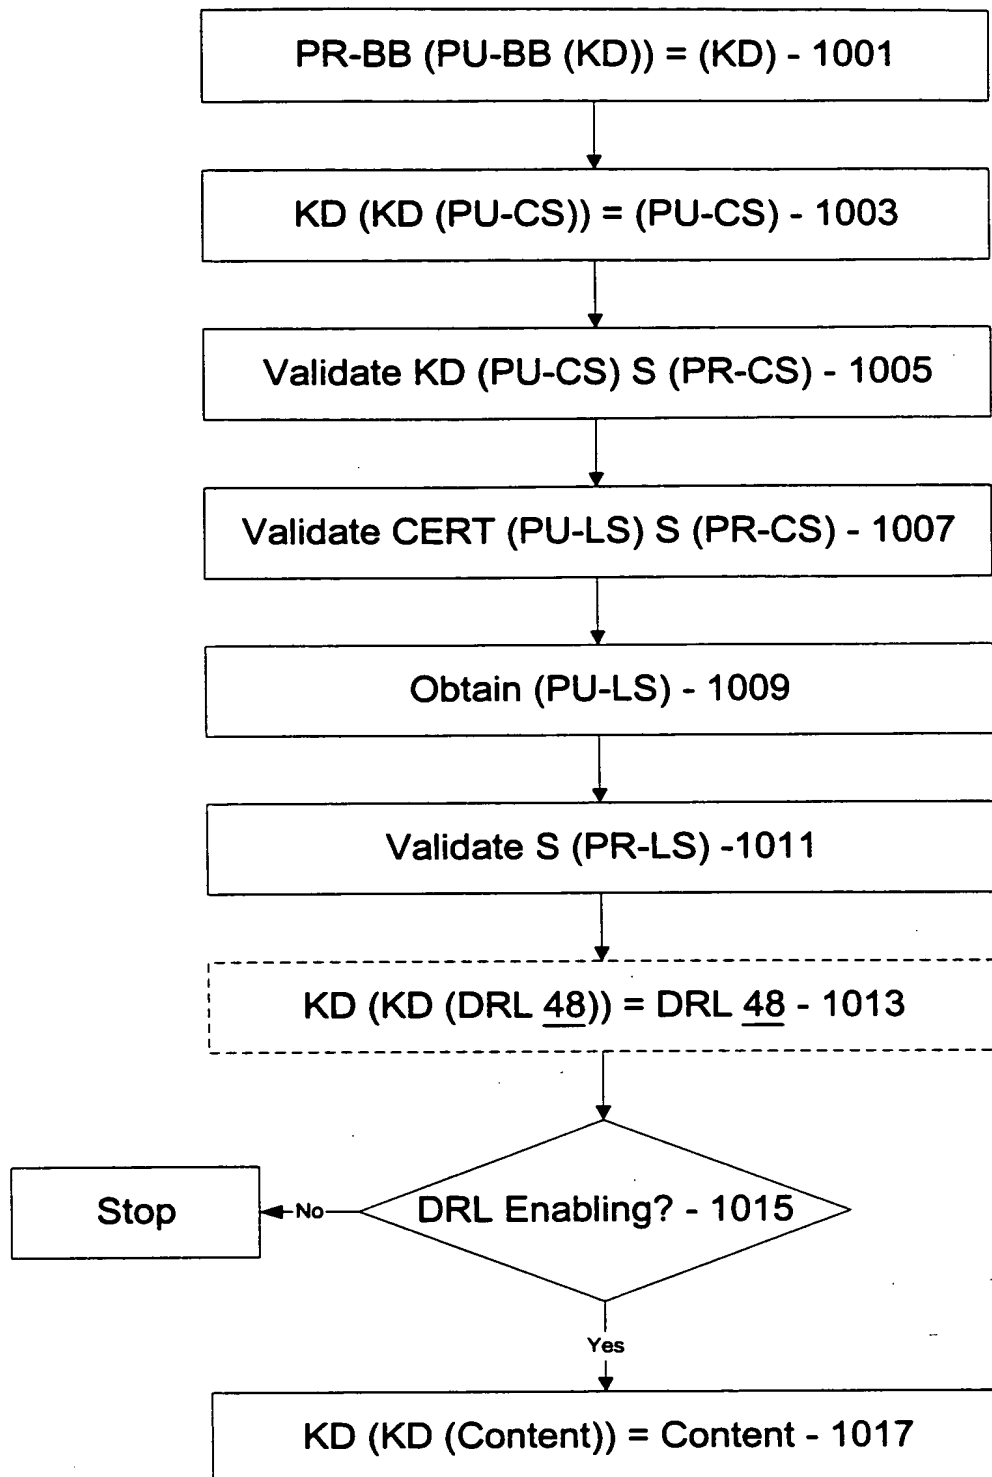 PR-BB (PU-BB (KD)) = (KD) - 1001
KD (KD (PU-CS)) = (PU-CS) - 1003
Validate KD (PU-CS) S (PR-CS) - 1005
Validate CERT (PU-LS) S (PR-CS) - 1007
Obtain (PU-LS) - 1009
Validate S (PR-LS) -1011
KD (KD (DRL 48)) = DRL 48 - 1013
DRL Enabling? - 1015
No
Stop
Yes
KD (KD (Content)) = Content - 1017